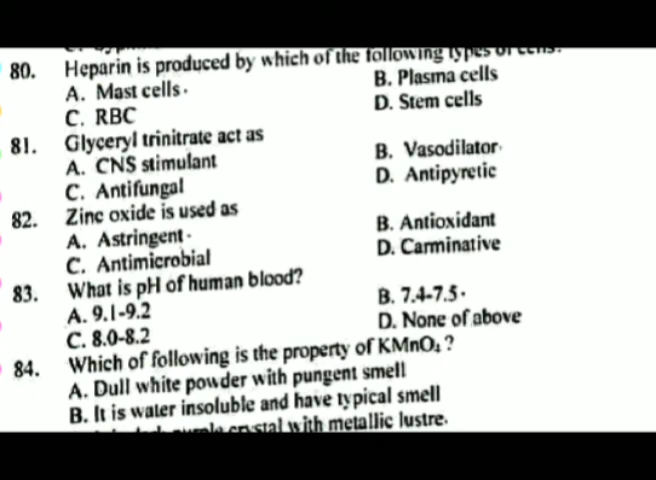 80. Heparin is produced by which of the following types of cells:
A. Mast cells. B. Plasma cells
C. RBC D. Stem cells
81. Glyceryl trinitrate act as
A. CNS stimulant B. Vasodilator
C. Antifungal D. Antipyretic
82. Zinc oxide is used as
A. Astringent. B. Antioxidant
C. Antimicrobial D. Carminative
83. What is pH of human blood?
A. 9.1-9.2 B. 7.4-7.5.
C. 8.0-8.2 D. None of above
84. Which of following is the property of KMnO₄ ?
A. Dull white powder with pungent smell
B. It is water insoluble and have typical smell
crystal with metallic lustre.